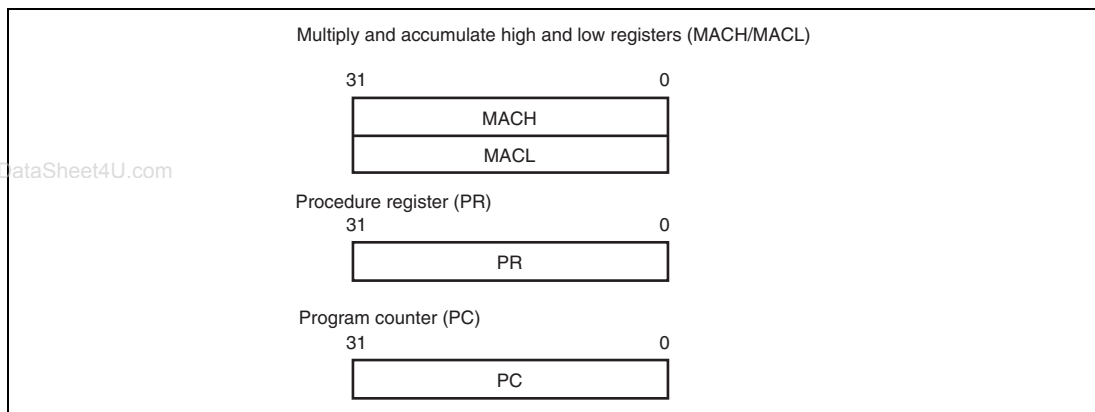 Multiply and accumulate high and low registers (MACH/MACL)
31 0
MACH
MACL
DataSheet4U.com
Procedure register (PR)
31 0
PR
Program counter (PC)
31 0
PC